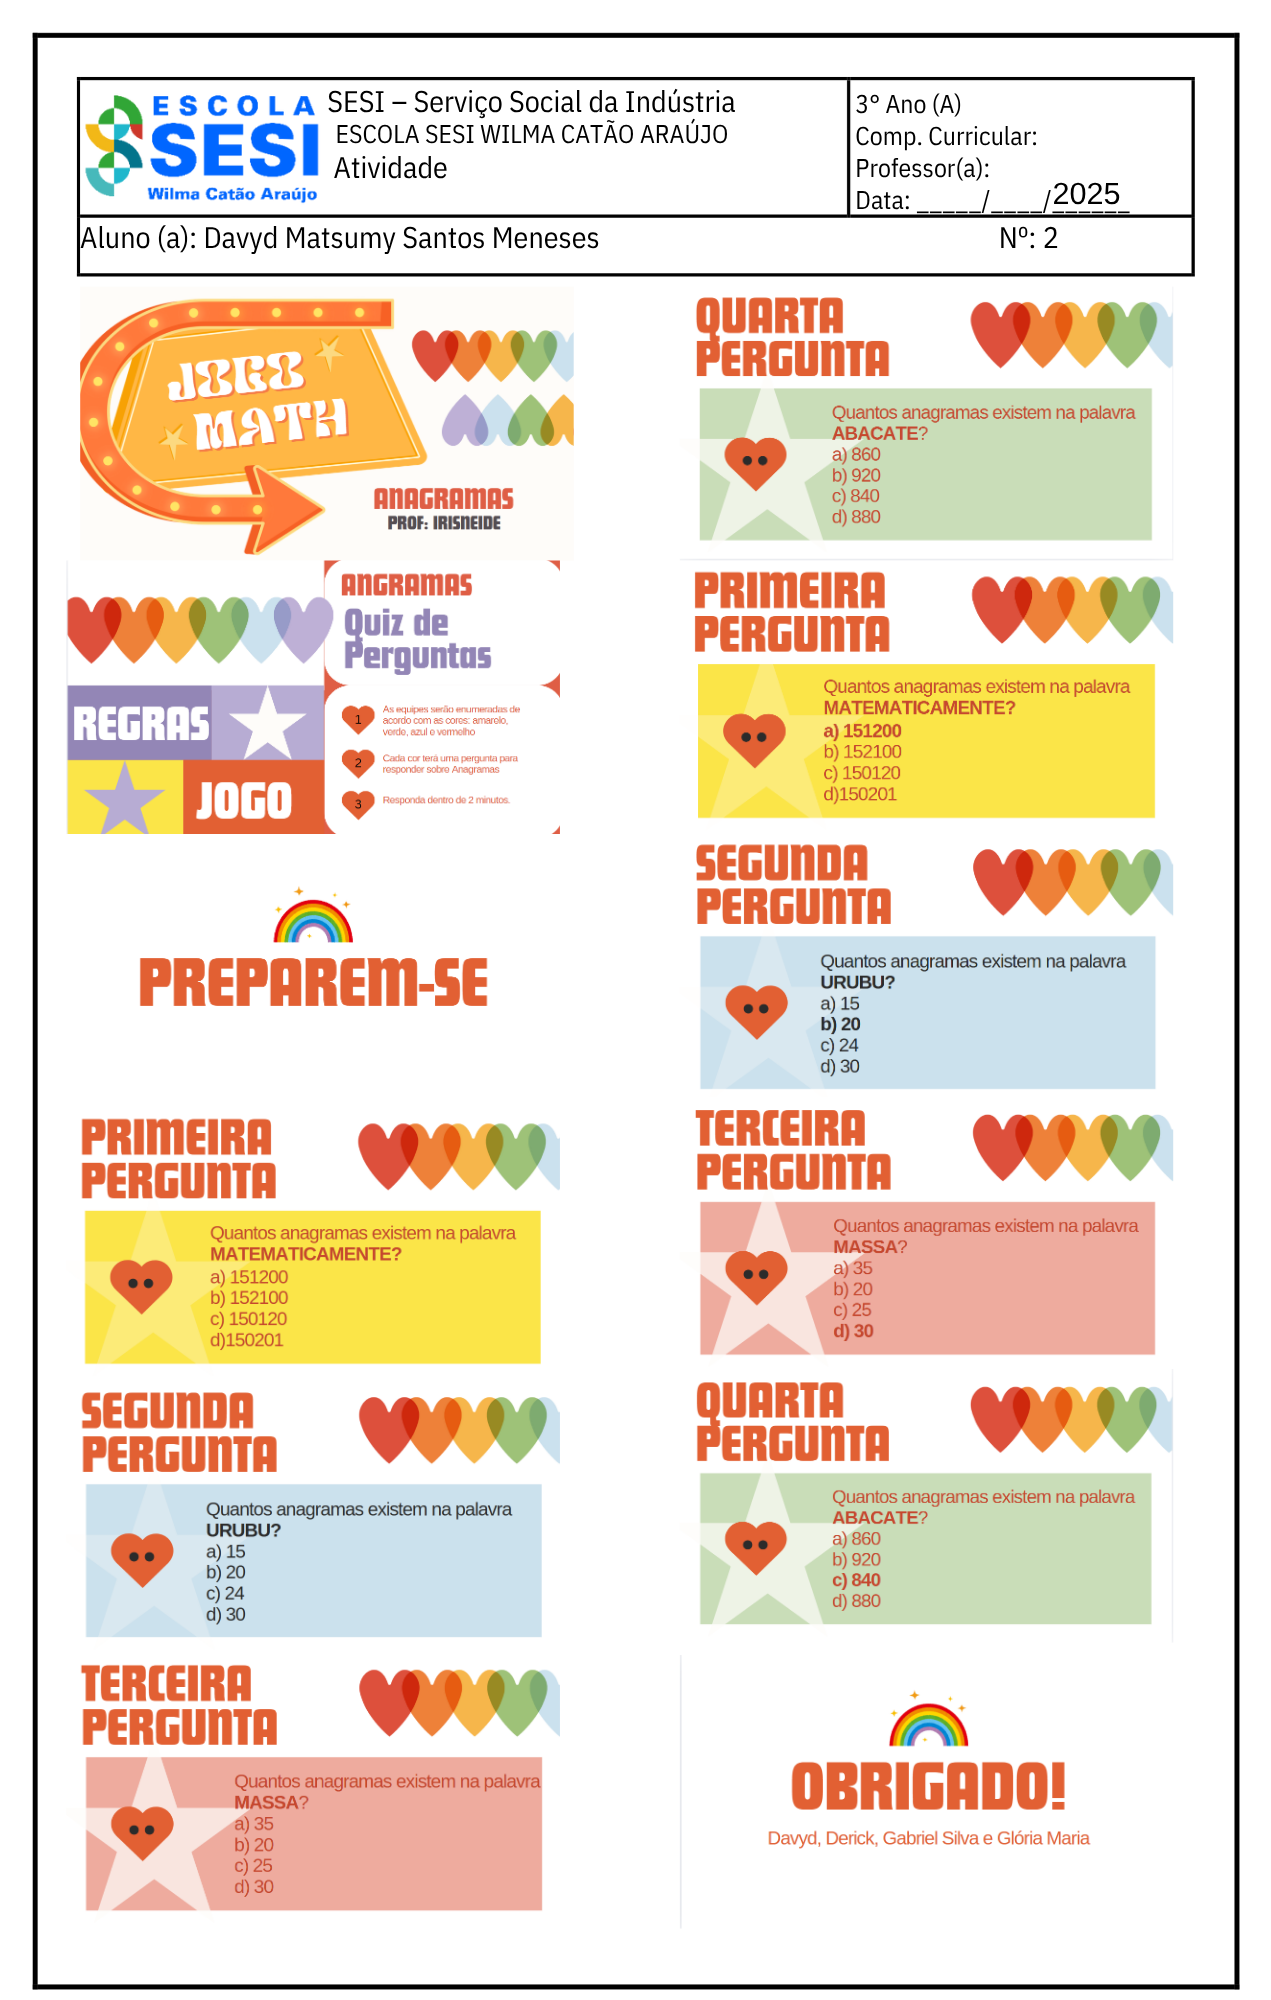 ESCOLA
SESI
Wilma Catão Araújo
SESI – Serviço Social da Indústria
ESCOLA SESI WILMA CATÃO ARAÚJO
Atividade
3° Ano (A)
Comp. Curricular:
Professor(a):
Data: _____/____/2025
Aluno (a): Davyd Matsumy Santos Meneses Nº: 2
JOGO
MATH
ANAGRAMAS
PROF: IRISNEIDE
ANGRAMAS
Quiz de
Perguntas
REGRAS
JOGO
1 As equipes serão enumeradas de
acordo com as cores: amarelo,
verde, azul e vermelho
2 Cada cor terá uma pergunta para
responder sobre Anagramas
3 Responda dentro de 2 minutos.
PREPAREM-SE
PRIMEIRA
PERGUNTA
Quantos anagramas existem na palavra
MATEMATICAMENTE?
a) 151200
b) 152100
c) 150120
d)150201
SEGUNDA
PERGUNTA
Quantos anagramas existem na palavra
URUBU?
a) 15
b) 20
c) 24
d) 30
TERCEIRA
PERGUNTA
Quantos anagramas existem na palavra
MASSA?
a) 35
b) 20
c) 25
d) 30
QUARTA
PERGUNTA
Quantos anagramas existem na palavra
ABACATE?
a) 860
b) 920
c) 840
d) 880
PRIMEIRA
PERGUNTA
Quantos anagramas existem na palavra
MATEMATICAMENTE?
a) 151200
b) 152100
c) 150120
d)150201
SEGUNDA
PERGUNTA
Quantos anagramas existem na palavra
URUBU?
a) 15
b) 20
c) 24
d) 30
TERCEIRA
PERGUNTA
Quantos anagramas existem na palavra
MASSA?
a) 35
b) 20
c) 25
d) 30
QUARTA
PERGUNTA
Quantos anagramas existem na palavra
ABACATE?
a) 860
b) 920
c) 840
d) 880
OBRIGADO!
Davyd, Derick, Gabriel Silva e Glória Maria